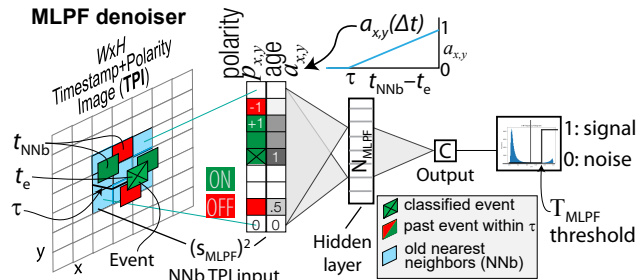 MLPF denoiser
WxH
Timestamp+Polarity
Image (TPI)
polarity
p x,y
age
a x,y
a x,y (Δt)
1
a x,y
0
τ
t NNb − t e
-1
+1
1
.5
0 0
ON
OFF
t NNb
t e
τ
y
x
Event
(s MLPF)²
NNb TPI input
N MLPF
Hidden
layer
C
Output
1: signal
0: noise
T MLPF
threshold
classified event
past event within τ
old nearest
neighbors (NNb)